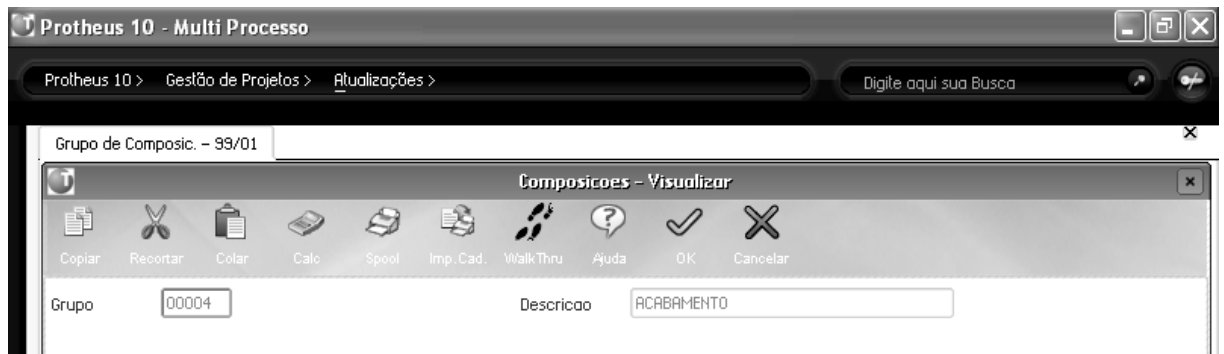 Protheus 10 - Multi Processo
Protheus 10 > Gestão de Projetos > Atualizações > Digite aqui sua Busca
Grupo de Composic. - 99/01
Composicoes - Visualizar
Copiar Recortar Colar Calc Spool Imp.Cad. WalkThru Ajuda OK Cancelar
Grupo 00004 Descricao ACABAMENTO